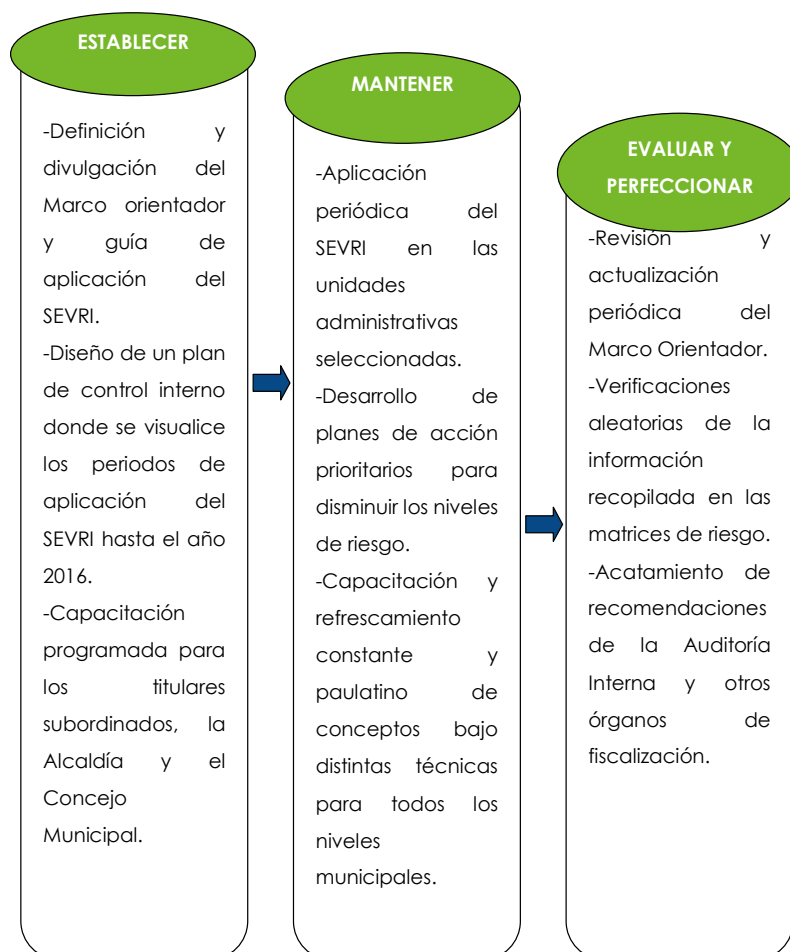 ESTABLECER
-Definición y
divulgación del
Marco orientador
y guía de
aplicación del
SEVRI.
-Diseño de un plan
de control interno
donde se visualice
los periodos de
aplicación del
SEVRI hasta el año
2016.
-Capacitación
programada para
los titulares
subordinados, la
Alcaldía y el
Concejo
Municipal.
MANTENER
-Aplicación
periódica del
SEVRI en las
unidades
administrativas
seleccionadas.
-Desarrollo de
planes de acción
prioritarios para
disminuir los niveles
de riesgo.
-Capacitación y
refrescamiento
constante y
paulatino de
conceptos bajo
distintas técnicas
para todos los
niveles
municipales.
EVALUAR Y
PERFECCIONAR
-Revisión y
actualización
periódica del
Marco Orientador.
-Verificaciones
aleatorias de la
información
recopilada en las
matrices de riesgo.
-Acatamiento de
recomendaciones
de la Auditoría
Interna y otros
órganos de
fiscalización.